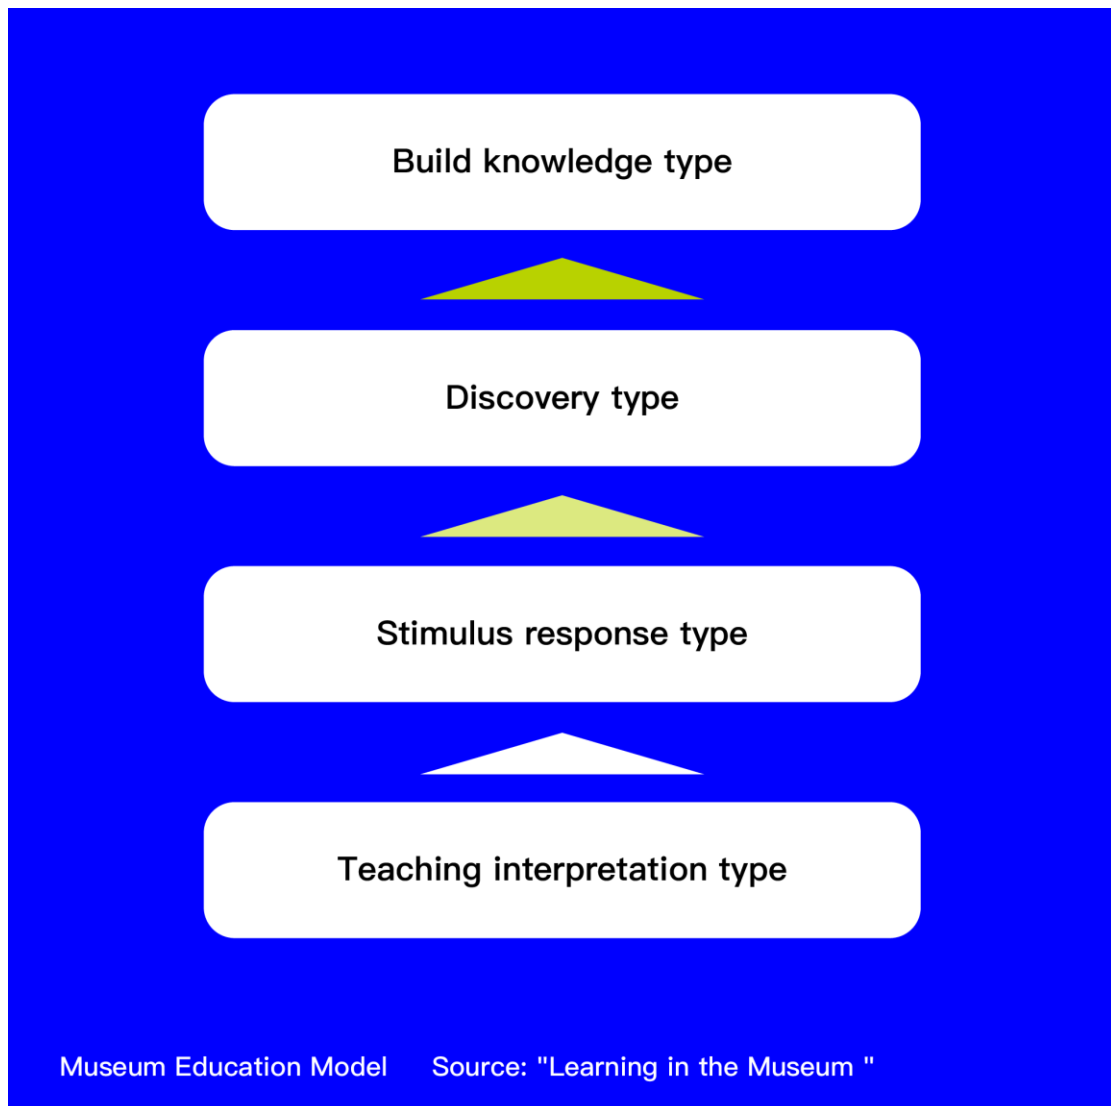 Build knowledge type
Discovery type
Stimulus response type
Teaching interpretation type
Museum Education Model Source: "Learning in the Museum "